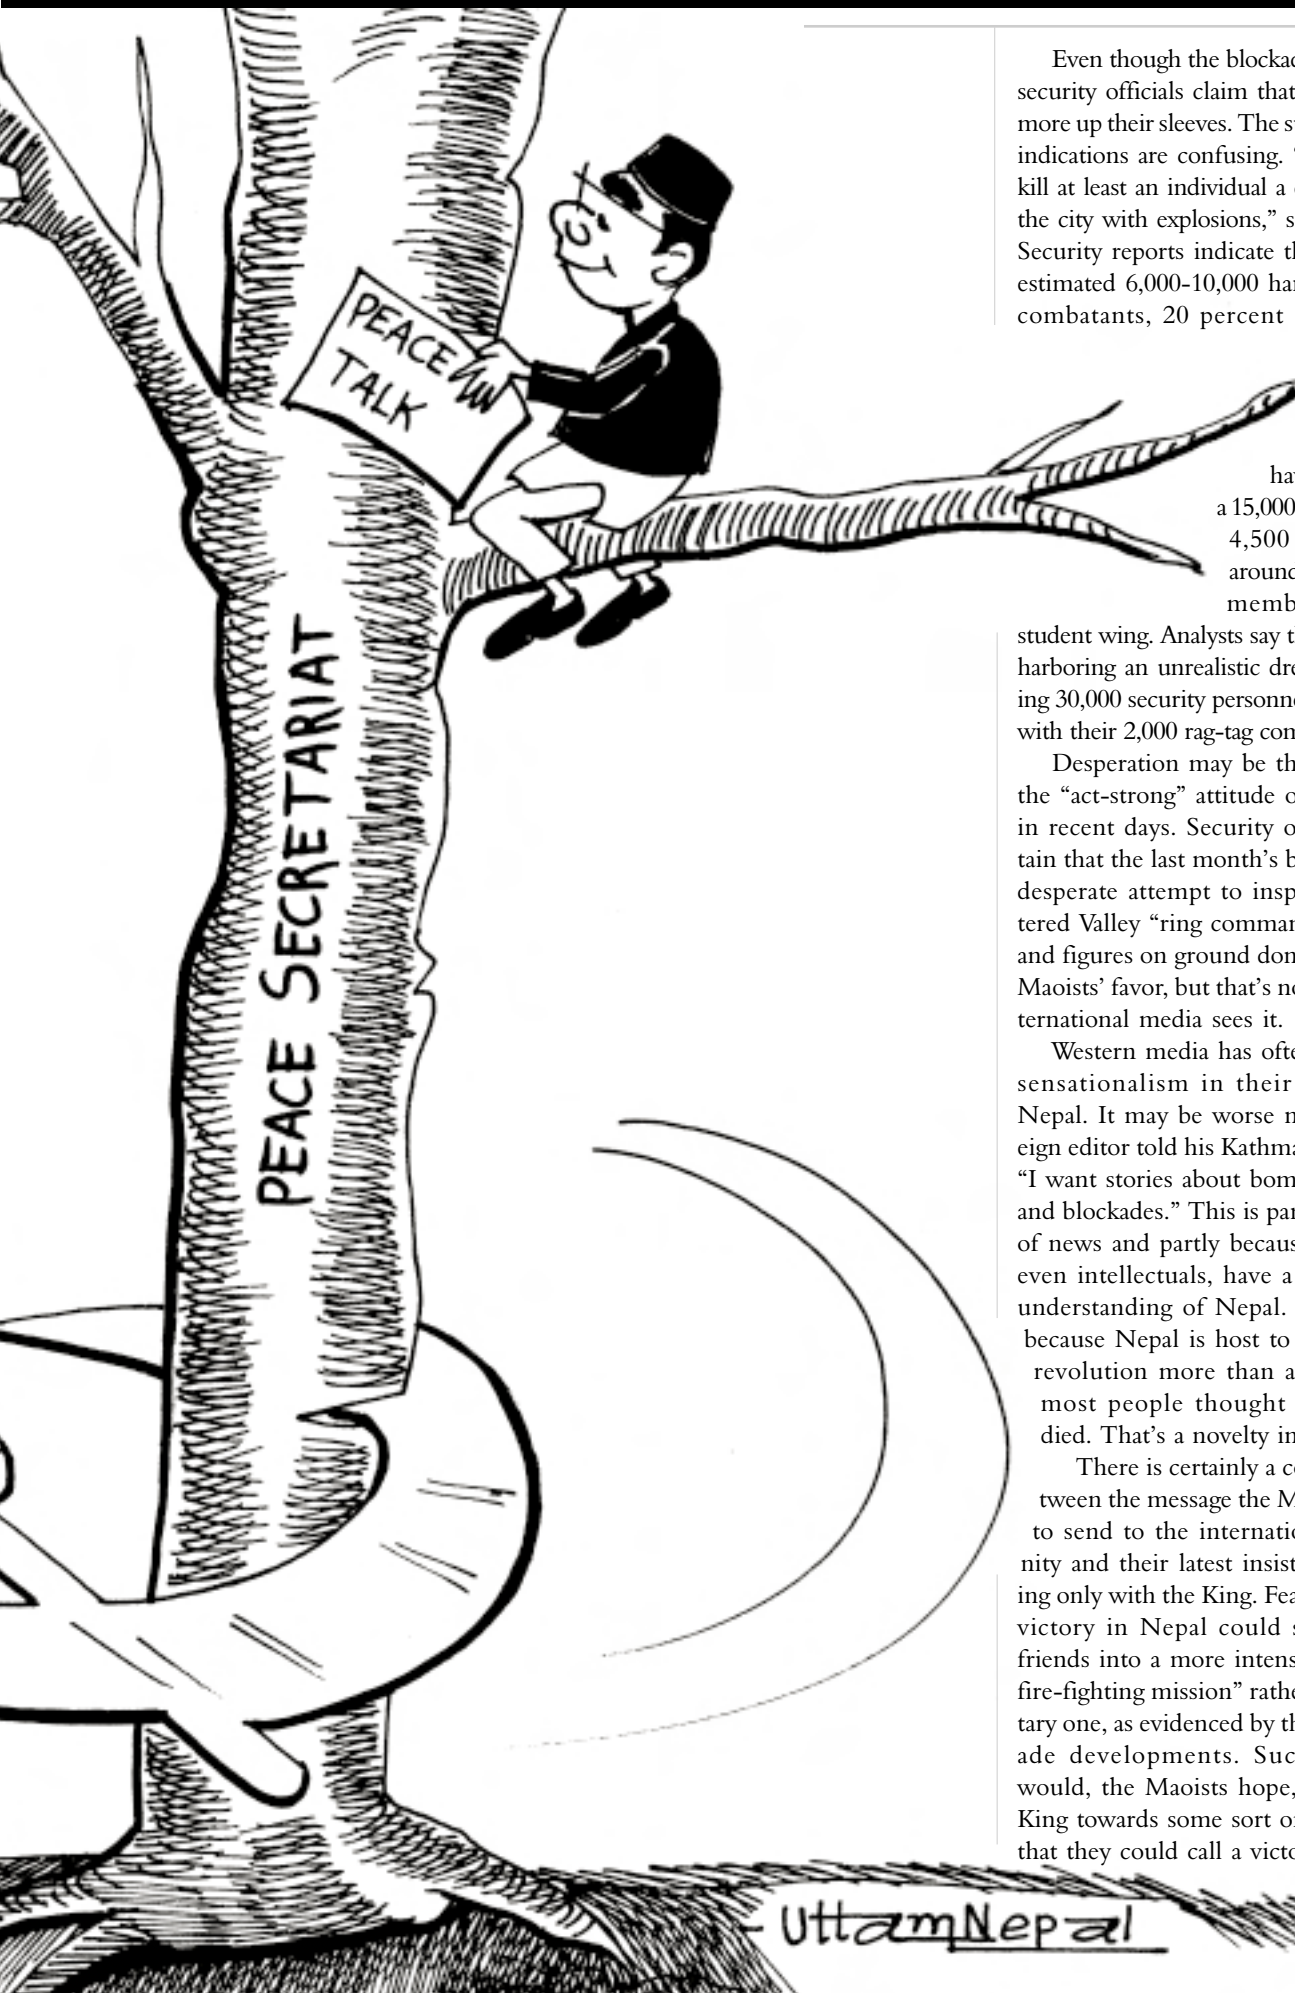 PEACE
TALK
PEACE SECRETARIAT
UttamNepal
Even though the blockad
security officials claim that
more up their sleeves. The s
indications are confusing. “
kill at least an individual a
the city with explosions,” s
Security reports indicate th
estimated 6,000-10,000 har
combatants, 20 percent
hav
a 15,000
4,500
around
memb
student wing. Analysts say t
harboring an unrealistic dre
ing 30,000 security personne
with their 2,000 rag-tag com
Desperation may be th
the “act-strong” attitude o
in recent days. Security o
tain that the last month’s b
desperate attempt to insp
tered Valley “ring comman
and figures on ground don
Maoists’ favor, but that’s no
ternational media sees it.
Western media has ofte
sensationalism in their
Nepal. It may be worse n
eign editor told his Kathma
“I want stories about bom
and blockades.” This is par
of news and partly becaus
even intellectuals, have a
understanding of Nepal.
because Nepal is host to
revolution more than a
most people thought
died. That’s a novelty in
There is certainly a co
tween the message the M
to send to the internatio
nity and their latest insist
ing only with the King. Fea
victory in Nepal could s
friends into a more intens
fire-fighting mission” rathe
tary one, as evidenced by th
ade developments. Suc
would, the Maoists hope,
King towards some sort o
that they could call a victo